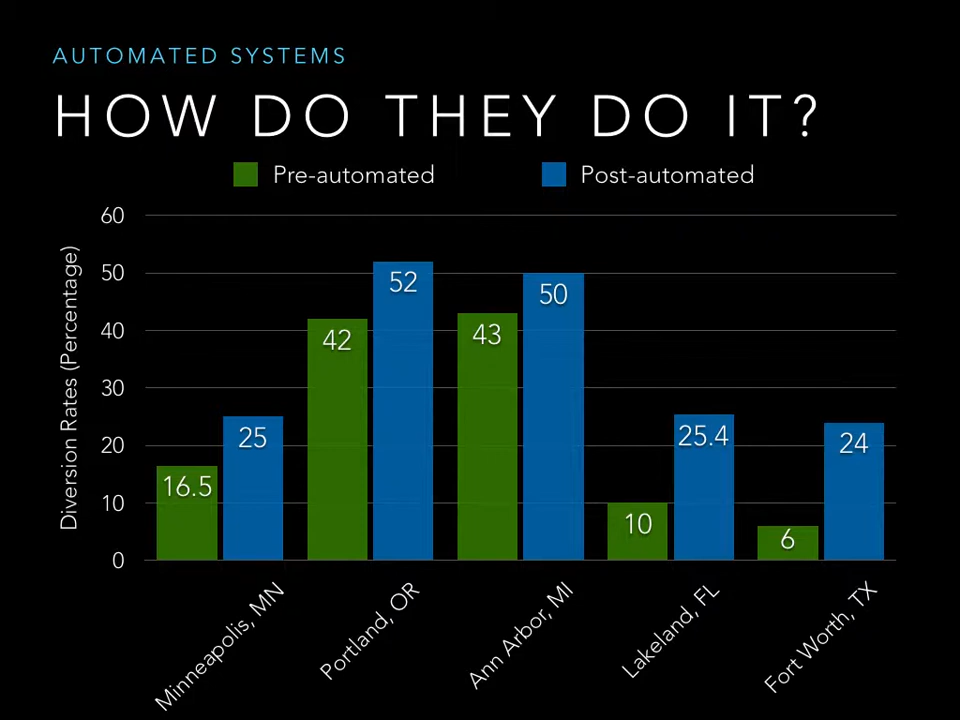 AUTOMATED SYSTEMS
HOW DO THEY DO IT?
Pre-automated
Post-automated
Diversion Rates (Percentage)
60
50
40
30
20
10
0
16.5
25
42
52
43
50
10
25.4
6
24
Minneapolis, MN
Portland, OR
Ann Arbor, MI
Lakeland, FL
Fort Worth, TX